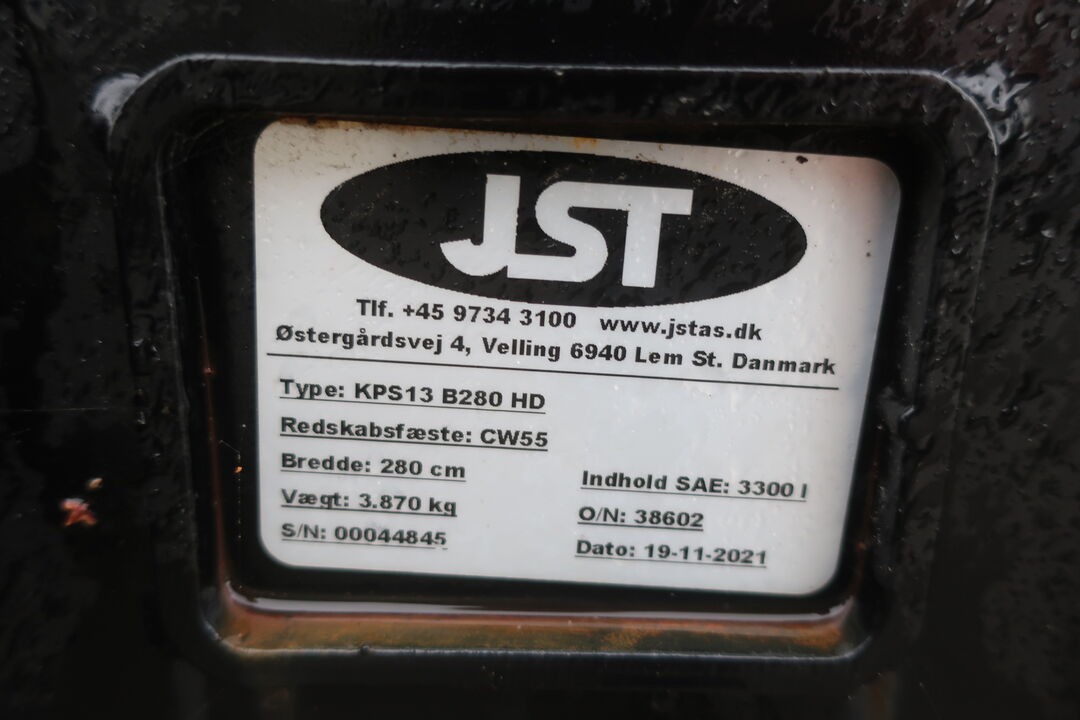 JST
Tlf. +45 9734 3100 www.jstas.dk
Østergårdsvej 4, Velling 6940 Lem St. Danmark
Type: KPS13 B280 HD
Redskabsfæste: CW55
Bredde: 280 cm
Indhold SAE: 3300 l
Vægt: 3.870 kg
O/N: 38602
S/N: 00044845
Dato: 19-11-2021